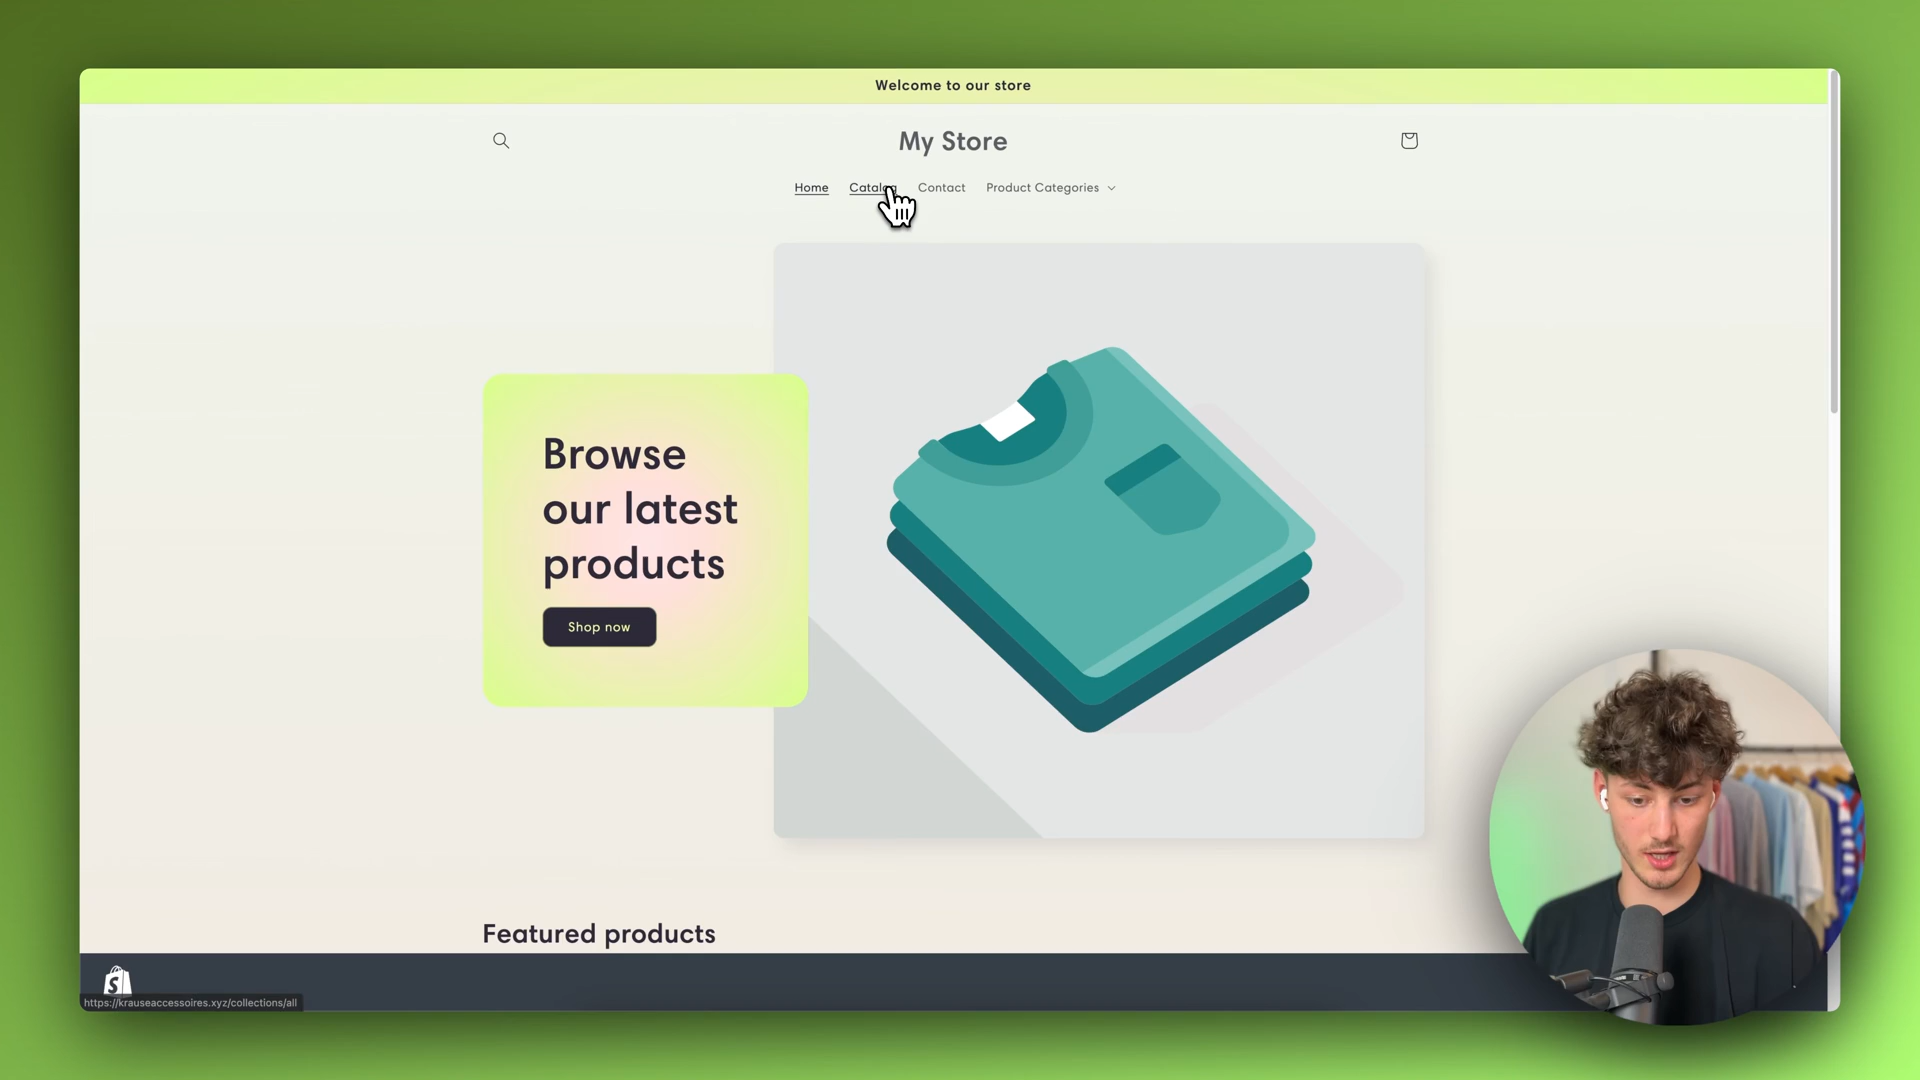 Welcome to our store
My Store
Home Catalog Contact Product Categories
Browse
our latest
products
Shop now
Featured products
https://krauseaccessoires.xyz/collections/all